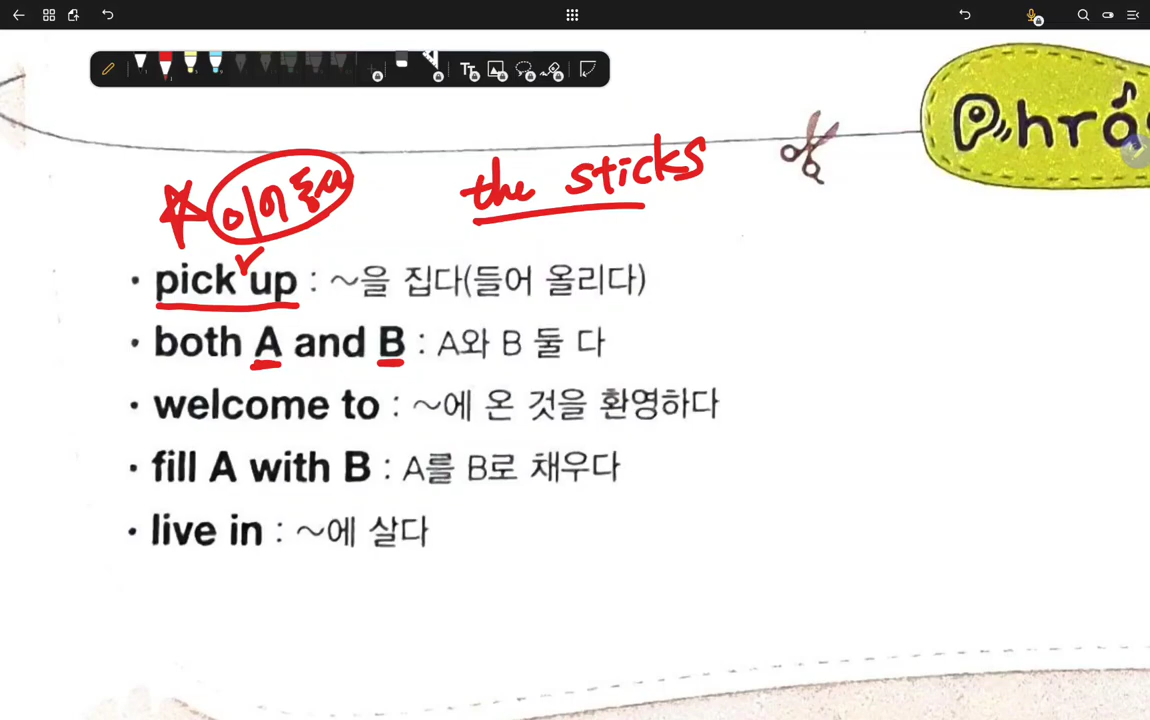 Phra
이어동사 the sticks
• pick up : ~을 집다(들어 올리다)
• both A and B : A와 B 둘 다
• welcome to : ~에 온 것을 환영하다
• fill A with B : A를 B로 채우다
• live in : ~에 살다